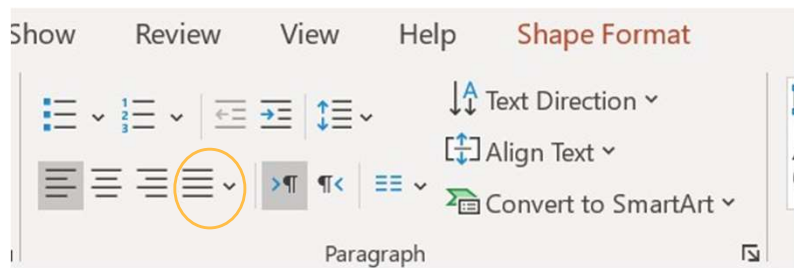 Show Review View Help Shape Format
Text Direction
Align Text
Convert to SmartArt
Paragraph